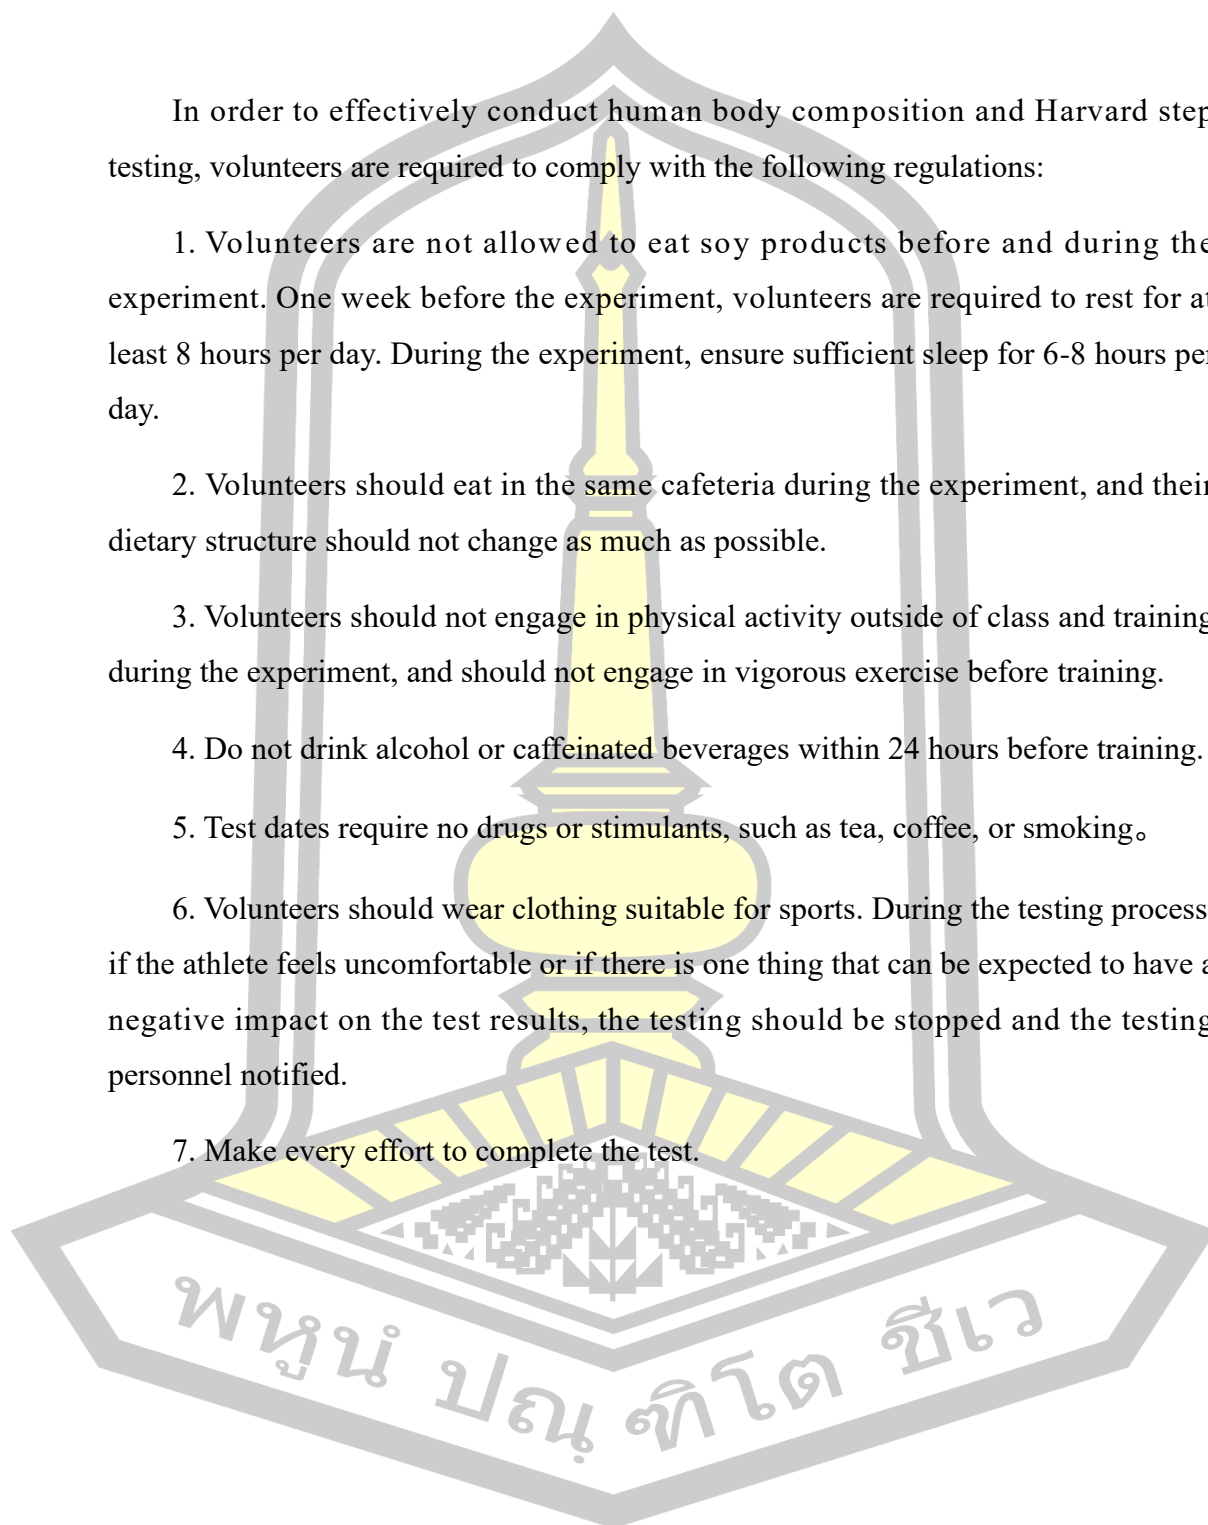 In order to effectively conduct human body composition and Harvard step
testing, volunteers are required to comply with the following regulations:
1. Volunteers are not allowed to eat soy products before and during the
experiment. One week before the experiment, volunteers are required to rest for at
least 8 hours per day. During the experiment, ensure sufficient sleep for 6-8 hours per
day.
2. Volunteers should eat in the same cafeteria during the experiment, and their
dietary structure should not change as much as possible.
3. Volunteers should not engage in physical activity outside of class and training
during the experiment, and should not engage in vigorous exercise before training.
4. Do not drink alcohol or caffeinated beverages within 24 hours before training.
5. Test dates require no drugs or stimulants, such as tea, coffee, or smoking。
6. Volunteers should wear clothing suitable for sports. During the testing process
if the athlete feels uncomfortable or if there is one thing that can be expected to have a
negative impact on the test results, the testing should be stopped and the testing
personnel notified.
7. Make every effort to complete the test.
พหูนํ ปณฺฑิโต ชีเว